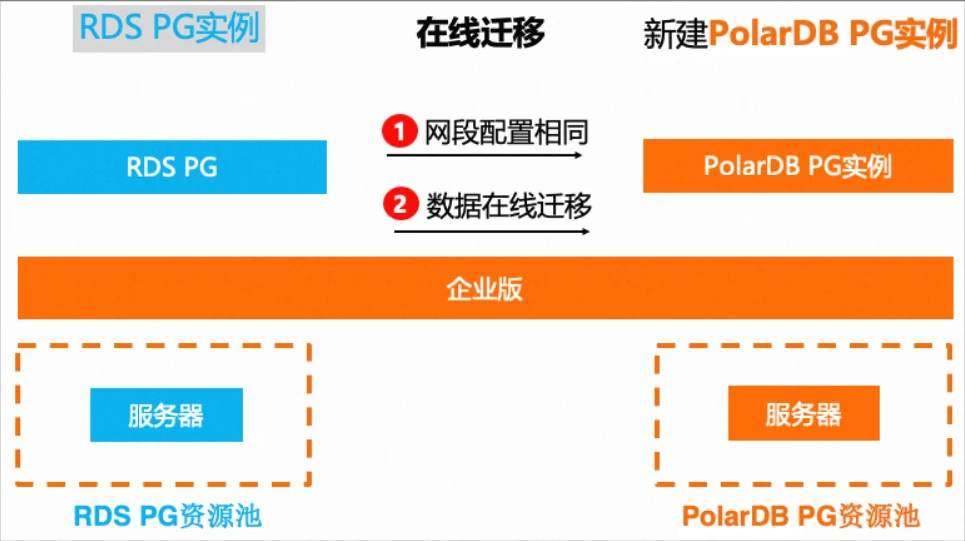 RDS PG实例
在线迁移
新建PolarDB PG实例
1 网段配置相同
RDS PG
PolarDB PG实例
2 数据在线迁移
企业版
服务器
服务器
RDS PG资源池
PolarDB PG资源池